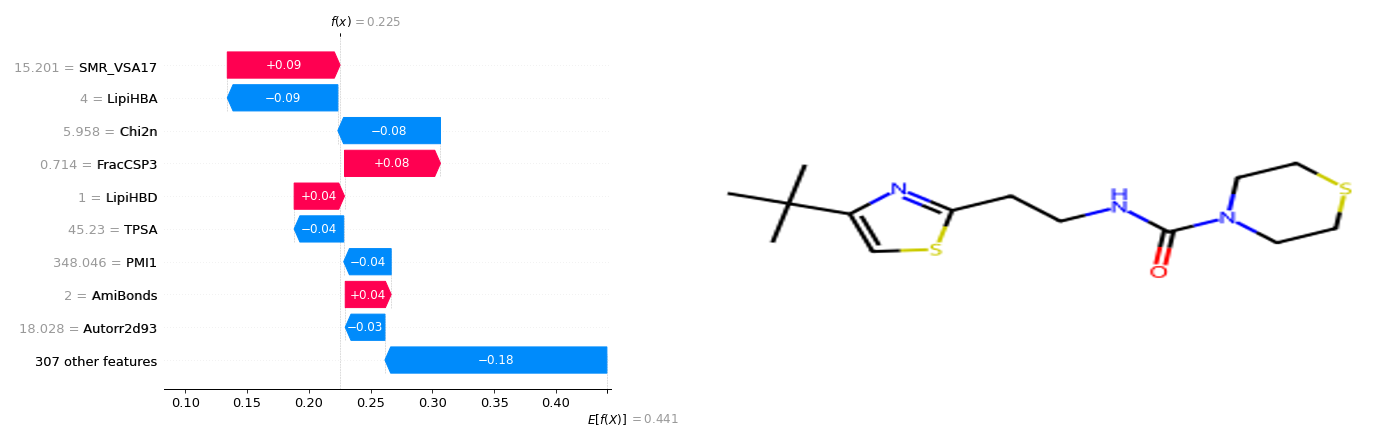 f(x) = 0.225
15.201 = SMR_VSA17
+0.09
4 = LipiHBA
−0.09
5.958 = Chi2n
−0.08
0.714 = FracCSP3
+0.08
1 = LipiHBD
+0.04
45.23 = TPSA
−0.04
348.046 = PMI1
−0.04
2 = AmiBonds
+0.04
18.028 = Autorr2d93
−0.03
307 other features
−0.18
0.10 0.15 0.20 0.25 0.30 0.35 0.40
E[f(X)] = 0.441
N
S
H
N
O
N
S